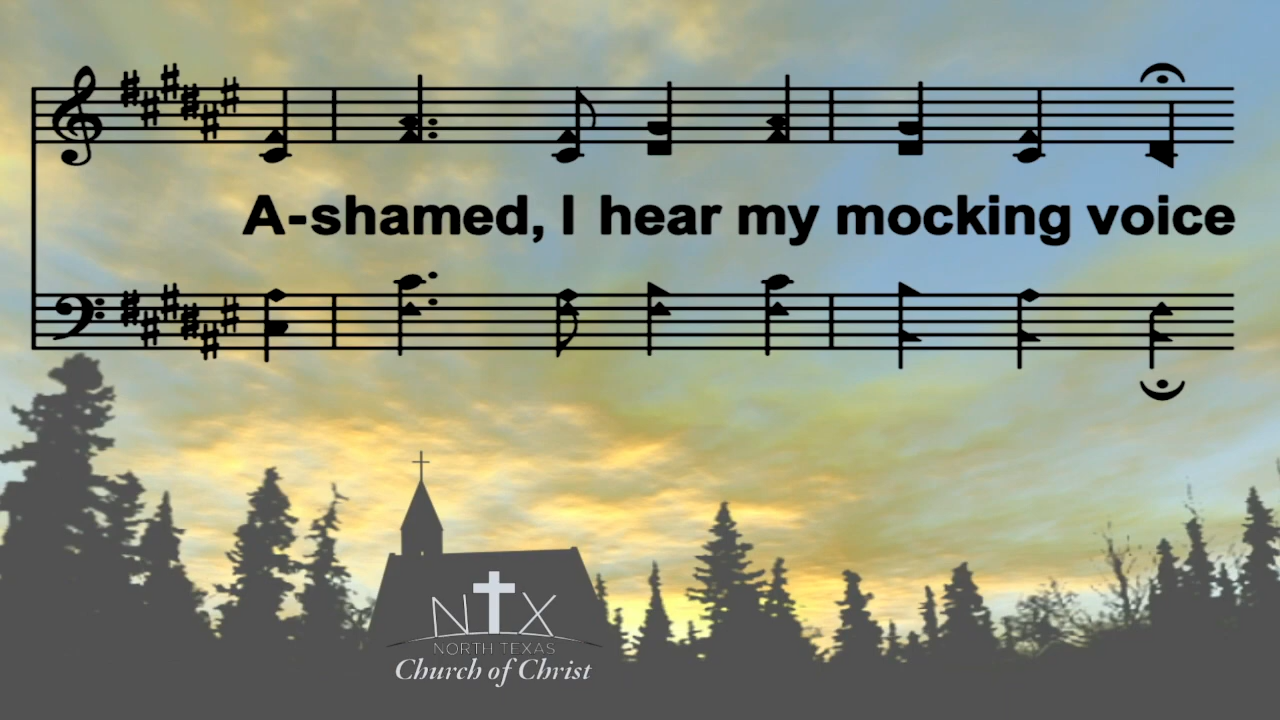 A-shamed, I hear my mocking voice
NTX
NORTH TEXAS
Church of Christ